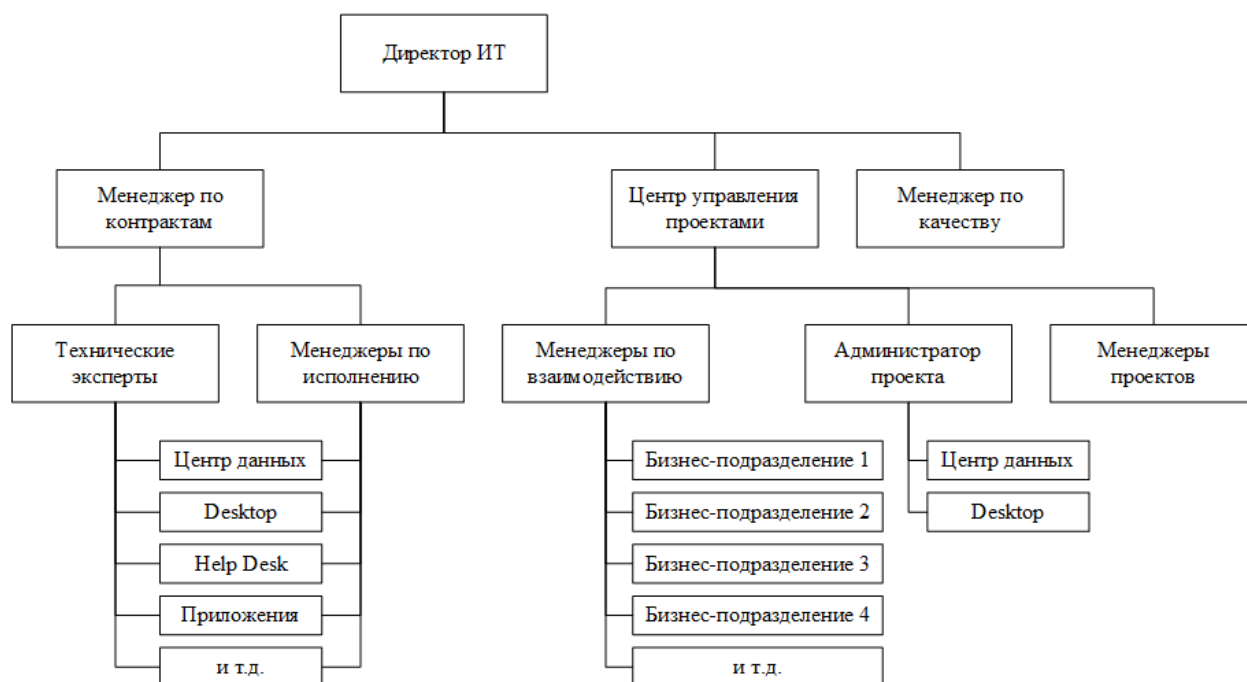 Директор ИТ
Менеджер по
контрактам
Центр управления
проектами
Менеджер по
качеству
Технические
эксперты
Менеджеры по
исполнению
Менеджеры по
взаимодействию
Администратор
проекта
Менеджеры
проектов
Центр данных
Desktop
Help Desk
Приложения
и т.д.
Бизнес-подразделение 1
Бизнес-подразделение 2
Бизнес-подразделение 3
Бизнес-подразделение 4
и т.д.
Центр данных
Desktop